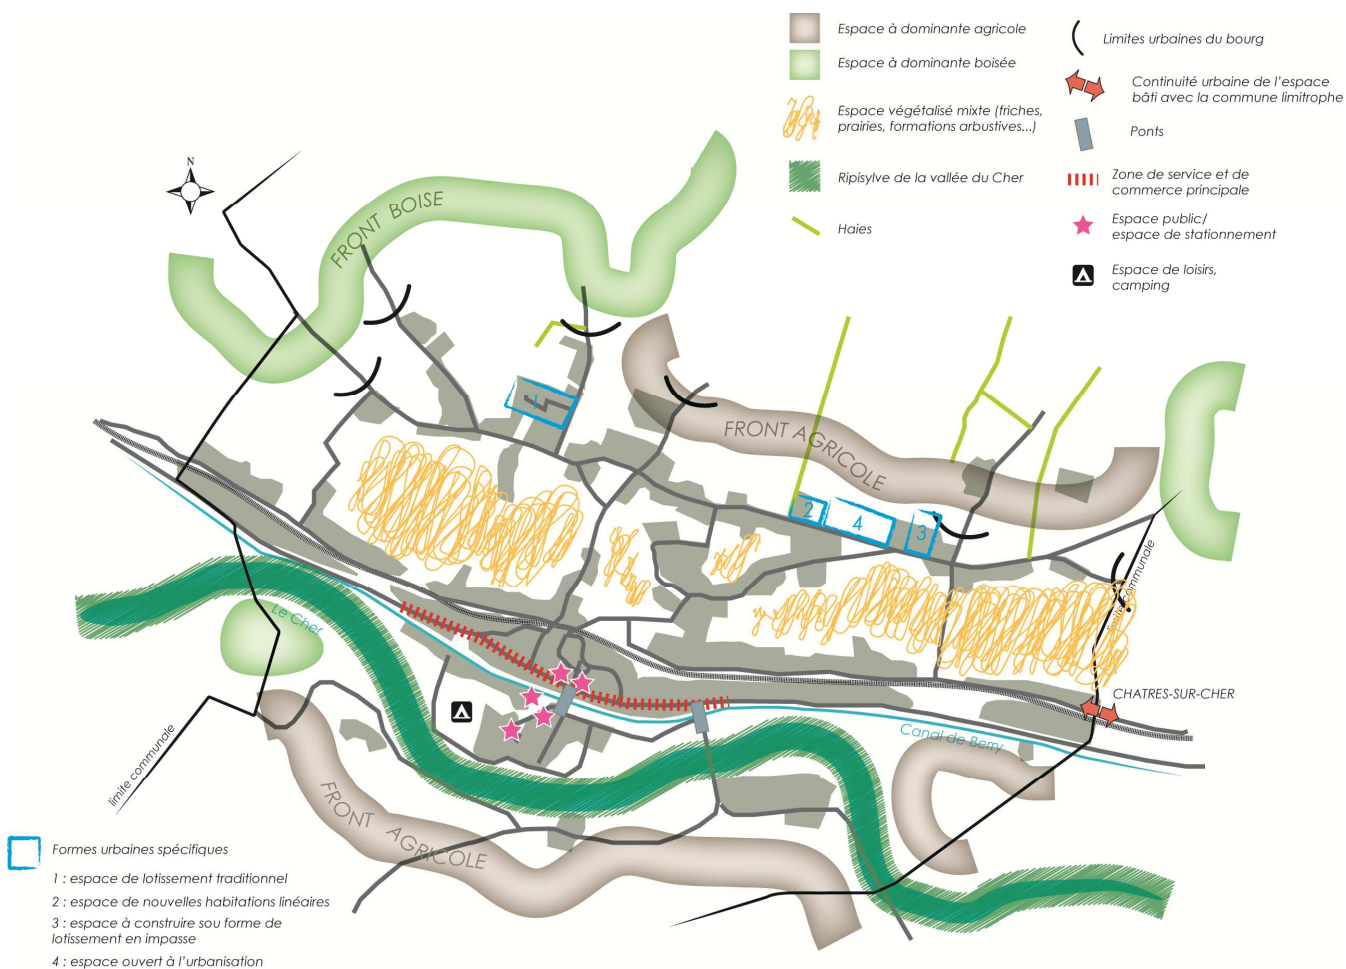 Espace à dominante agricole
Espace à dominante boisée
Espace végétalisé mixte (friches,
prairies, formations arbustives...)
Ripisylve de la vallée du Cher
Haies
Limites urbaines du bourg
Continuité urbaine de l'espace
bâti avec la commune limitrophe
Ponts
Zone de service et de
commerce principale
Espace public/
espace de stationnement
Espace de loisirs,
camping
N
FRONT BOISE
1
FRONT AGRICOLE
2
4
3
limite communale
Le Cher
CHATRES-SUR-CHER
Canal de Berry
limite communale
FRONT AGRICOLE
Formes urbaines spécifiques
1 : espace de lotissement traditionnel
2 : espace de nouvelles habitations linéaires
3 : espace à construire sou forme de
lotissement en impasse
4 : espace ouvert à l'urbanisation